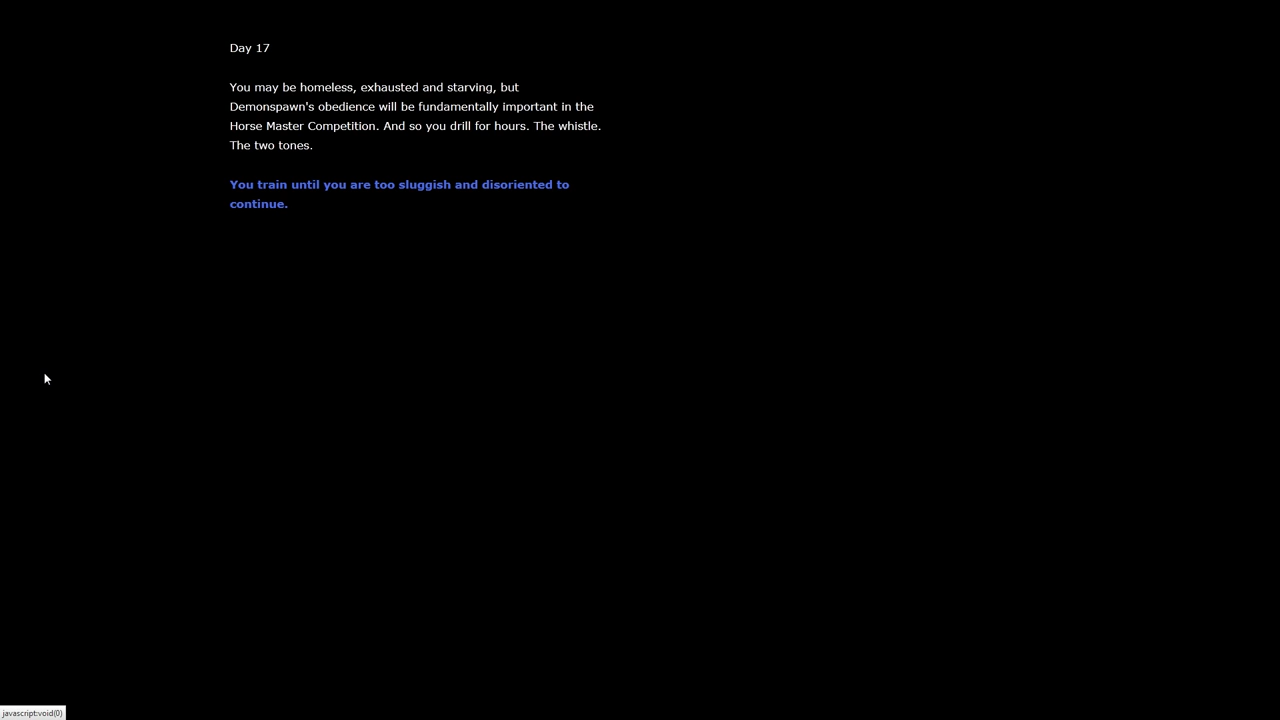 Day 17
You may be homeless, exhausted and starving, but
Demonspawn's obedience will be fundamentally important in the
Horse Master Competition. And so you drill for hours. The whistle.
The two tones.
You train until you are too sluggish and disoriented to
continue.
javascript:void(0)